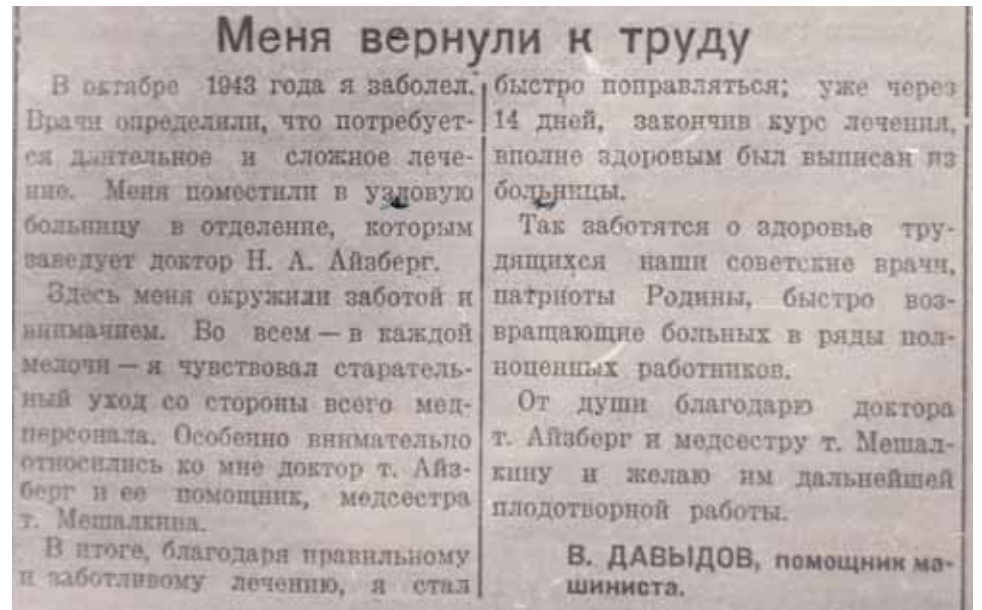 Меня вернули к труду
В октябре 1943 года я заболел.
Врачи определили, что потребует-
ся длительное и сложное лече-
ние. Меня поместили в узловую
больницу в отделение, которым
заведует доктор Н. А. Айзберг.
Здесь меня окружили заботой и
вниманием. Во всем — в каждой
мелочи — я чувствовал старатель-
ный уход со стороны всего мед-
персонала. Особенно внимательно
относились ко мне доктор т. Айз-
берг и ее помощник, медсестра
т. Мешалкина.
В итоге, благодаря правильному
и заботливому лечению, я стал
быстро поправляться; уже через
14 дней, закончив курс лечения,
вполне здоровым был выписан из
больницы.
Так заботятся о здоровье тру-
дящихся наши советские врачи,
патриоты Родины, быстро воз-
вращающие больных в ряды пол-
ноценных работников.
От души благодарю доктора
т. Айзберг и медсестру т. Мешал-
кину и желаю им дальнейшей
плодотворной работы.
В. ДАВЫДОВ, помощник ма-
шиниста.